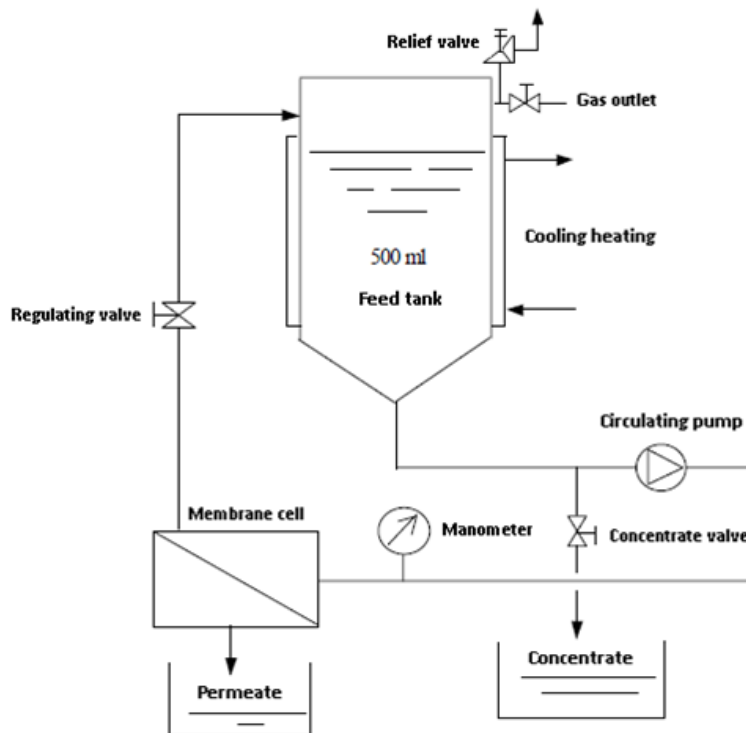 Relief valve
Gas outlet
Cooling heating
500 ml
Feed tank
Regulating valve
Circulating pump
Membrane cell
Manometer
Concentrate valve
Permeate
Concentrate